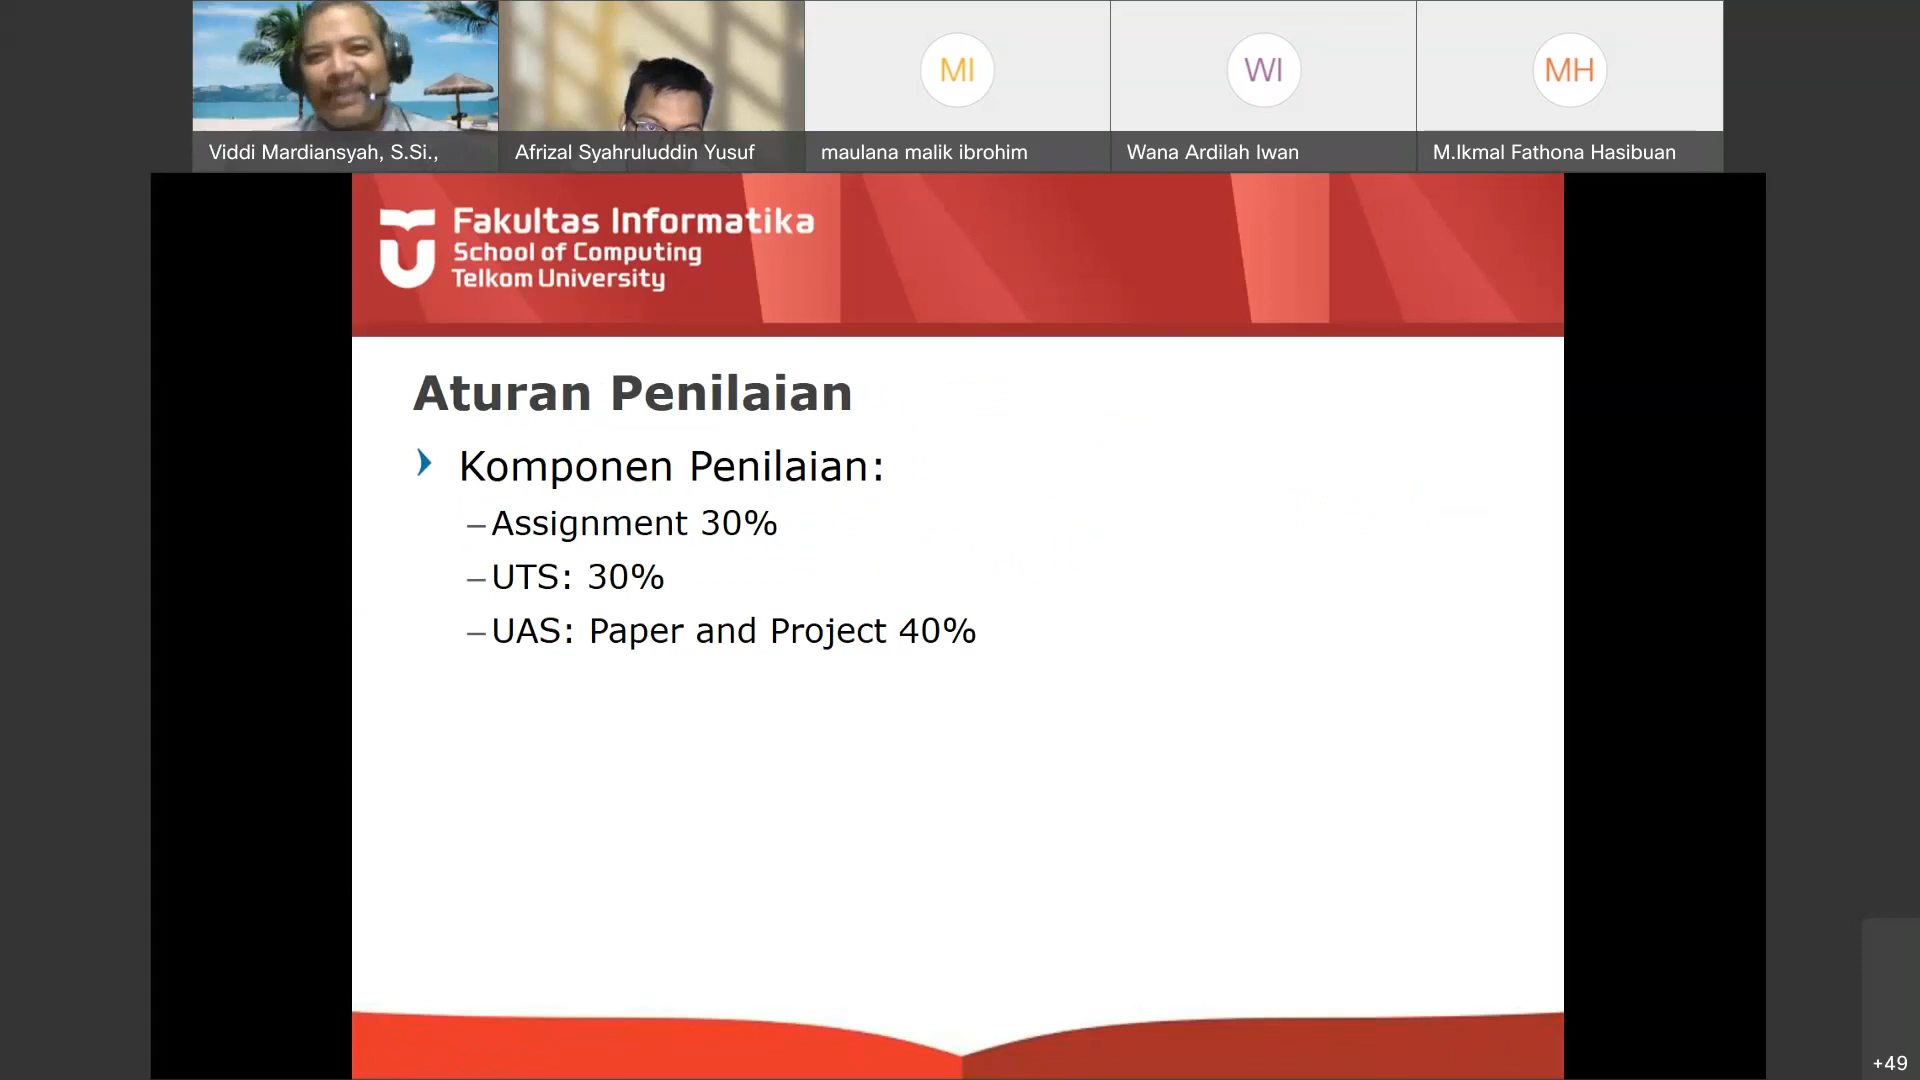 Viddi Mardiansyah, S.Si.,
Afrizal Syahruluddin Yusuf
MI
maulana malik ibrohim
WI
Wana Ardilah Iwan
MH
M.Ikmal Fathona Hasibuan
Fakultas Informatika
School of Computing
Telkom University
Aturan Penilaian
Komponen Penilaian:
–Assignment 30%
–UTS: 30%
–UAS: Paper and Project 40%
+49